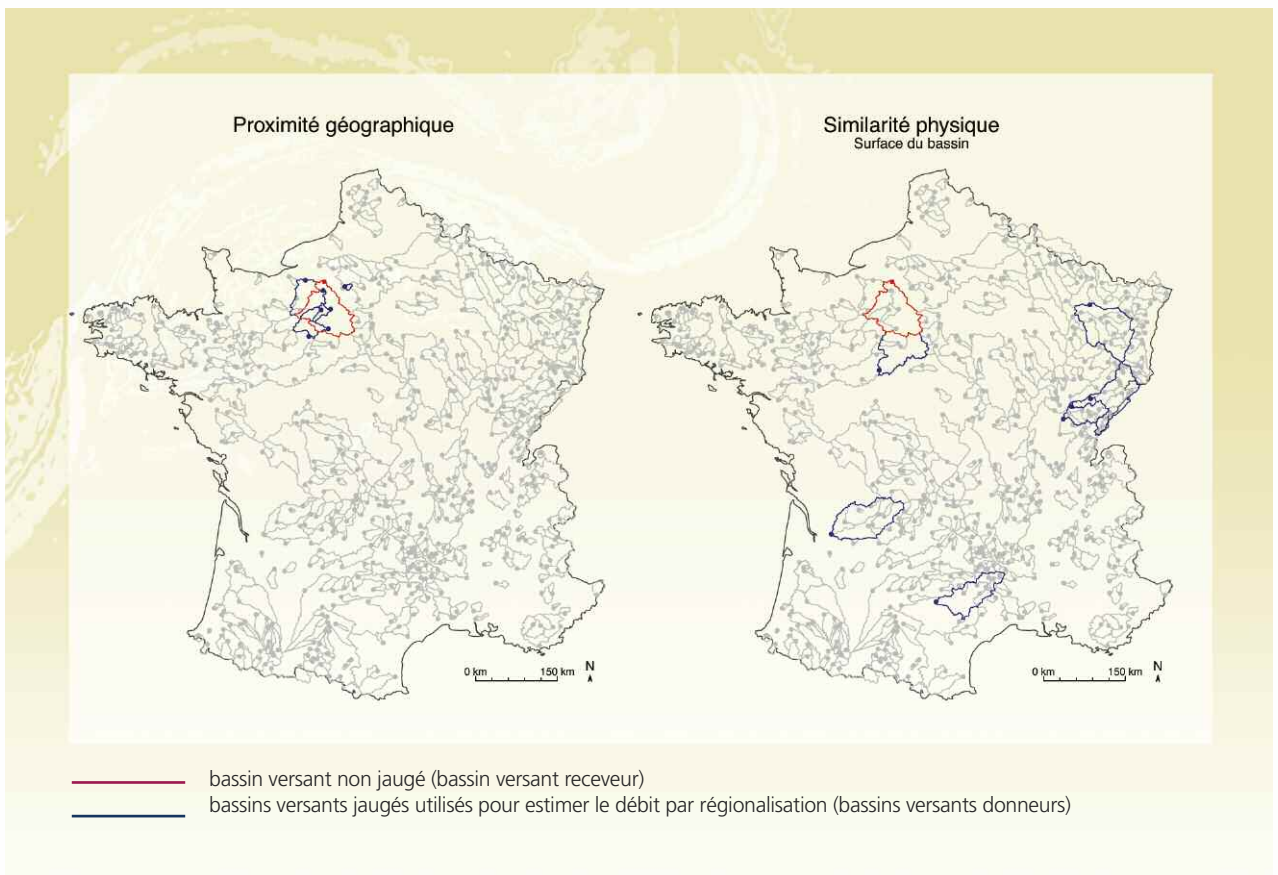 Proximité géographique
Similarité physique
Surface du bassin
0 km 150 km N
0 km 150 km N
bassin versant non jaugé (bassin versant receveur)
bassins versants jaugés utilisés pour estimer le débit par régionalisation (bassins versants donneurs)